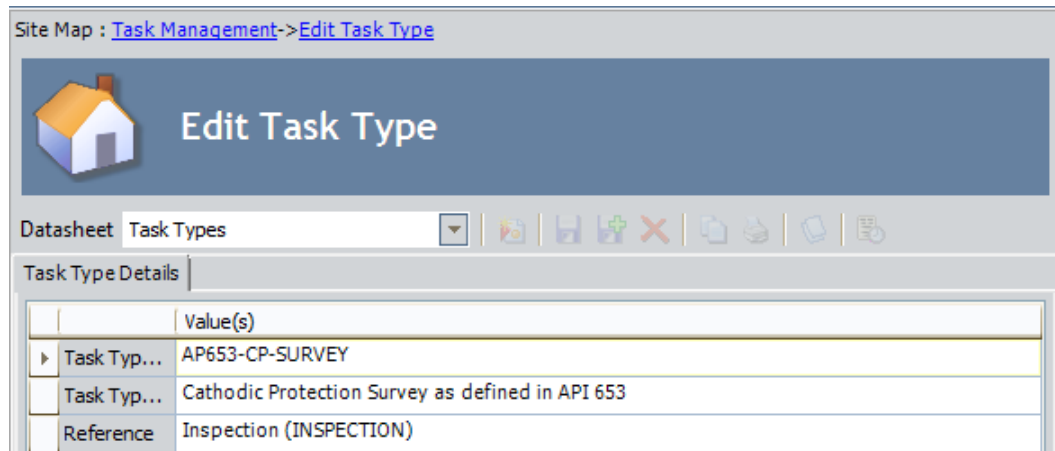 Site Map : Task Management->Edit Task Type
Edit Task Type
Datasheet Task Types
Task Type Details
Value(s)
Task Typ... AP653-CP-SURVEY
Task Typ... Cathodic Protection Survey as defined in API 653
Reference Inspection (INSPECTION)